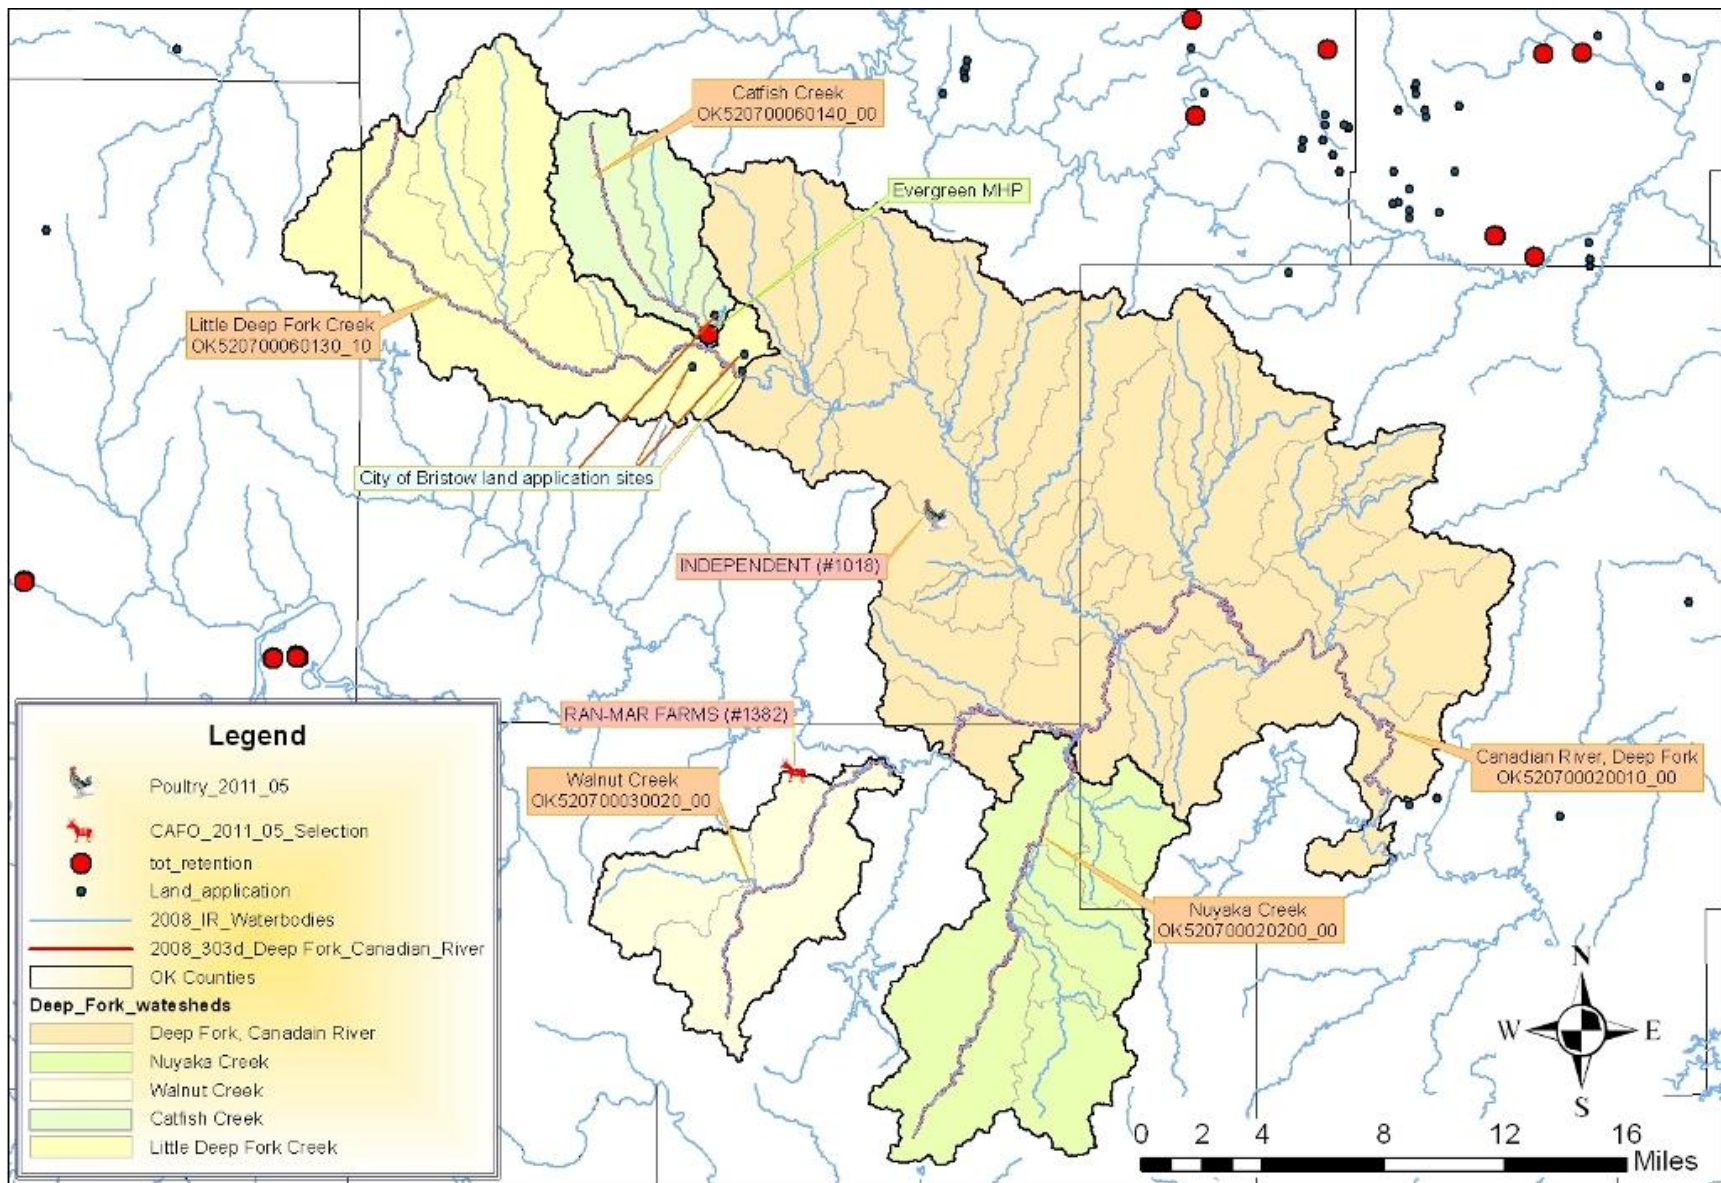 Catfish Creek
OK520700060140_00
Evergreen MHP
Little Deep Fork Creek
OK520700060130_10
City of Bristow land application sites
INDEPENDENT (#1018)
RAN-MAR FARMS (#1382)
Walnut Creek
OK520700030020_00
Canadian River, Deep Fork
OK520700020010_00
Nuyaka Creek
OK520700020200_00
Legend
Poultry_2011_05
CAFO_2011_05_Selection
tot_retention
Land_application
2008_IR_Waterbodies
2008_303d_Deep Fork_Canadian_River
OK Counties
Deep_Fork_watesheds
Deep Fork, Canadain River
Nuyaka Creek
Walnut Creek
Catfish Creek
Little Deep Fork Creek
N
W E
S
0 2 4 8 12 16
Miles